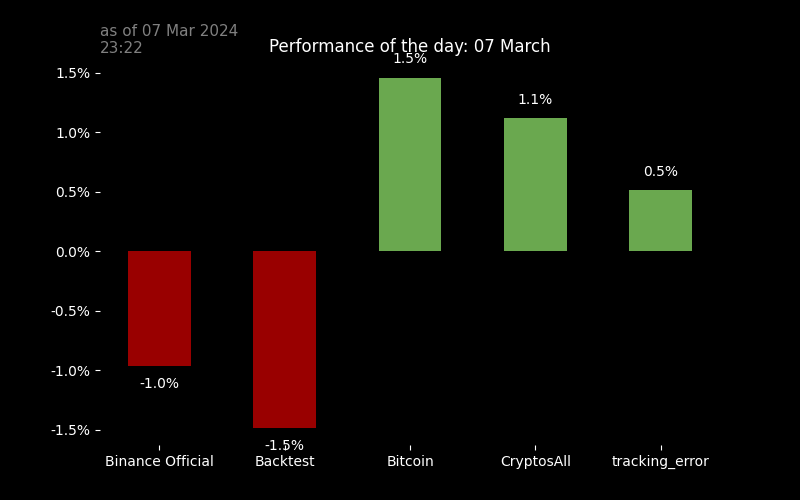 as of 07 Mar 2024
23:22
Performance of the day: 07 March
1.5%
1.5%
1.1%
1.0%
0.5%
0.5%
0.0%
-0.5%
-1.0%
-1.0%
-1.5%
-1.5%
Binance Official
Backtest
Bitcoin
CryptosAll
tracking_error